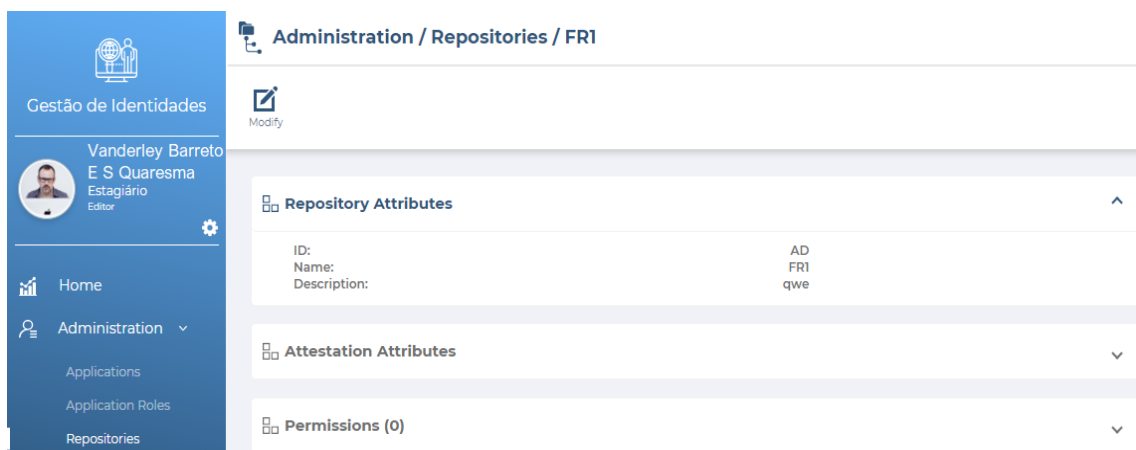 Gestão de Identidades
Vanderley Barreto
E S Quaresma
Estagiário
Editor
Home
Administration
Applications
Application Roles
Repositories
Administration / Repositories / FR1
Modify
Repository Attributes
ID: AD
Name: FR1
Description: qwe
Attestation Attributes
Permissions (0)